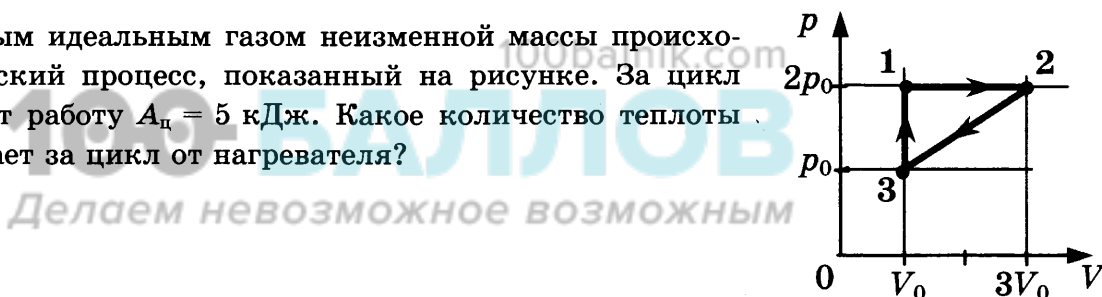 ым идеальным газом неизменной массы происхо-
ский процесс, показанный на рисунке. За цикл
т работу Aц = 5 кДж. Какое количество теплоты
ает за цикл от нагревателя?
100balnik.com
100 БАЛЛОВ
Делаем невозможное возможным
p
1 2
2p₀
p₀
3
0 V₀ 3V₀ V